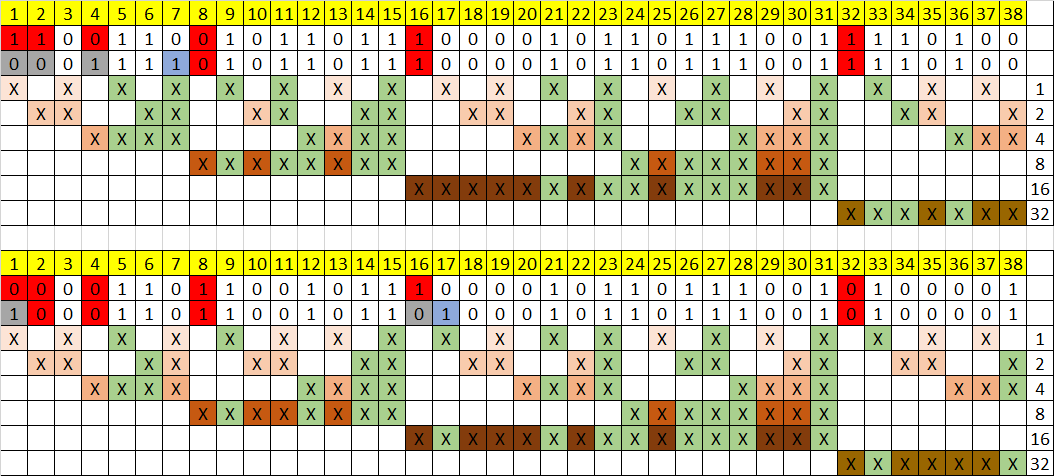 1 2 3 4 5 6 7 8 9 10 11 12 13 14 15 16 17 18 19 20 21 22 23 24 25 26 27 28 29 30 31 32 33 34 35 36 37 38
1 1 0 0 1 1 0 0 1 0 1 1 0 1 1 1 0 0 0 0 1 0 1 1 0 1 1 1 0 0 1 1 1 1 0 1 0 0
0 0 0 1 1 1 1 0 1 0 1 1 0 1 1 1 0 0 0 0 1 0 1 1 0 1 1 1 0 0 1 1 1 1 0 1 0 0
X X X X X X X X X X X X X X X X X X X 1
X X X X X X X X X X X X X X X X X X X 2
X X X X X X X X X X X X X X X X X X X 4
X X X X X X X X X X X X X X X X 8
X X X X X X X X X X X X X X X X 16
X X X X X X X 32
1 2 3 4 5 6 7 8 9 10 11 12 13 14 15 16 17 18 19 20 21 22 23 24 25 26 27 28 29 30 31 32 33 34 35 36 37 38
0 0 0 0 1 1 0 1 1 0 0 1 0 1 1 1 0 0 0 0 1 0 1 1 0 1 1 1 0 0 1 0 1 0 0 0 0 1
1 0 0 0 1 1 0 1 1 0 0 1 0 1 1 0 1 0 0 0 1 0 1 1 0 1 1 1 0 0 1 0 1 0 0 0 0 1
X X X X X X X X X X X X X X X X X X X 1
X X X X X X X X X X X X X X X X X X X 2
X X X X X X X X X X X X X X X X X X X 4
X X X X X X X X X X X X X X X X 8
X X X X X X X X X X X X X X X X 16
X X X X X X X 32